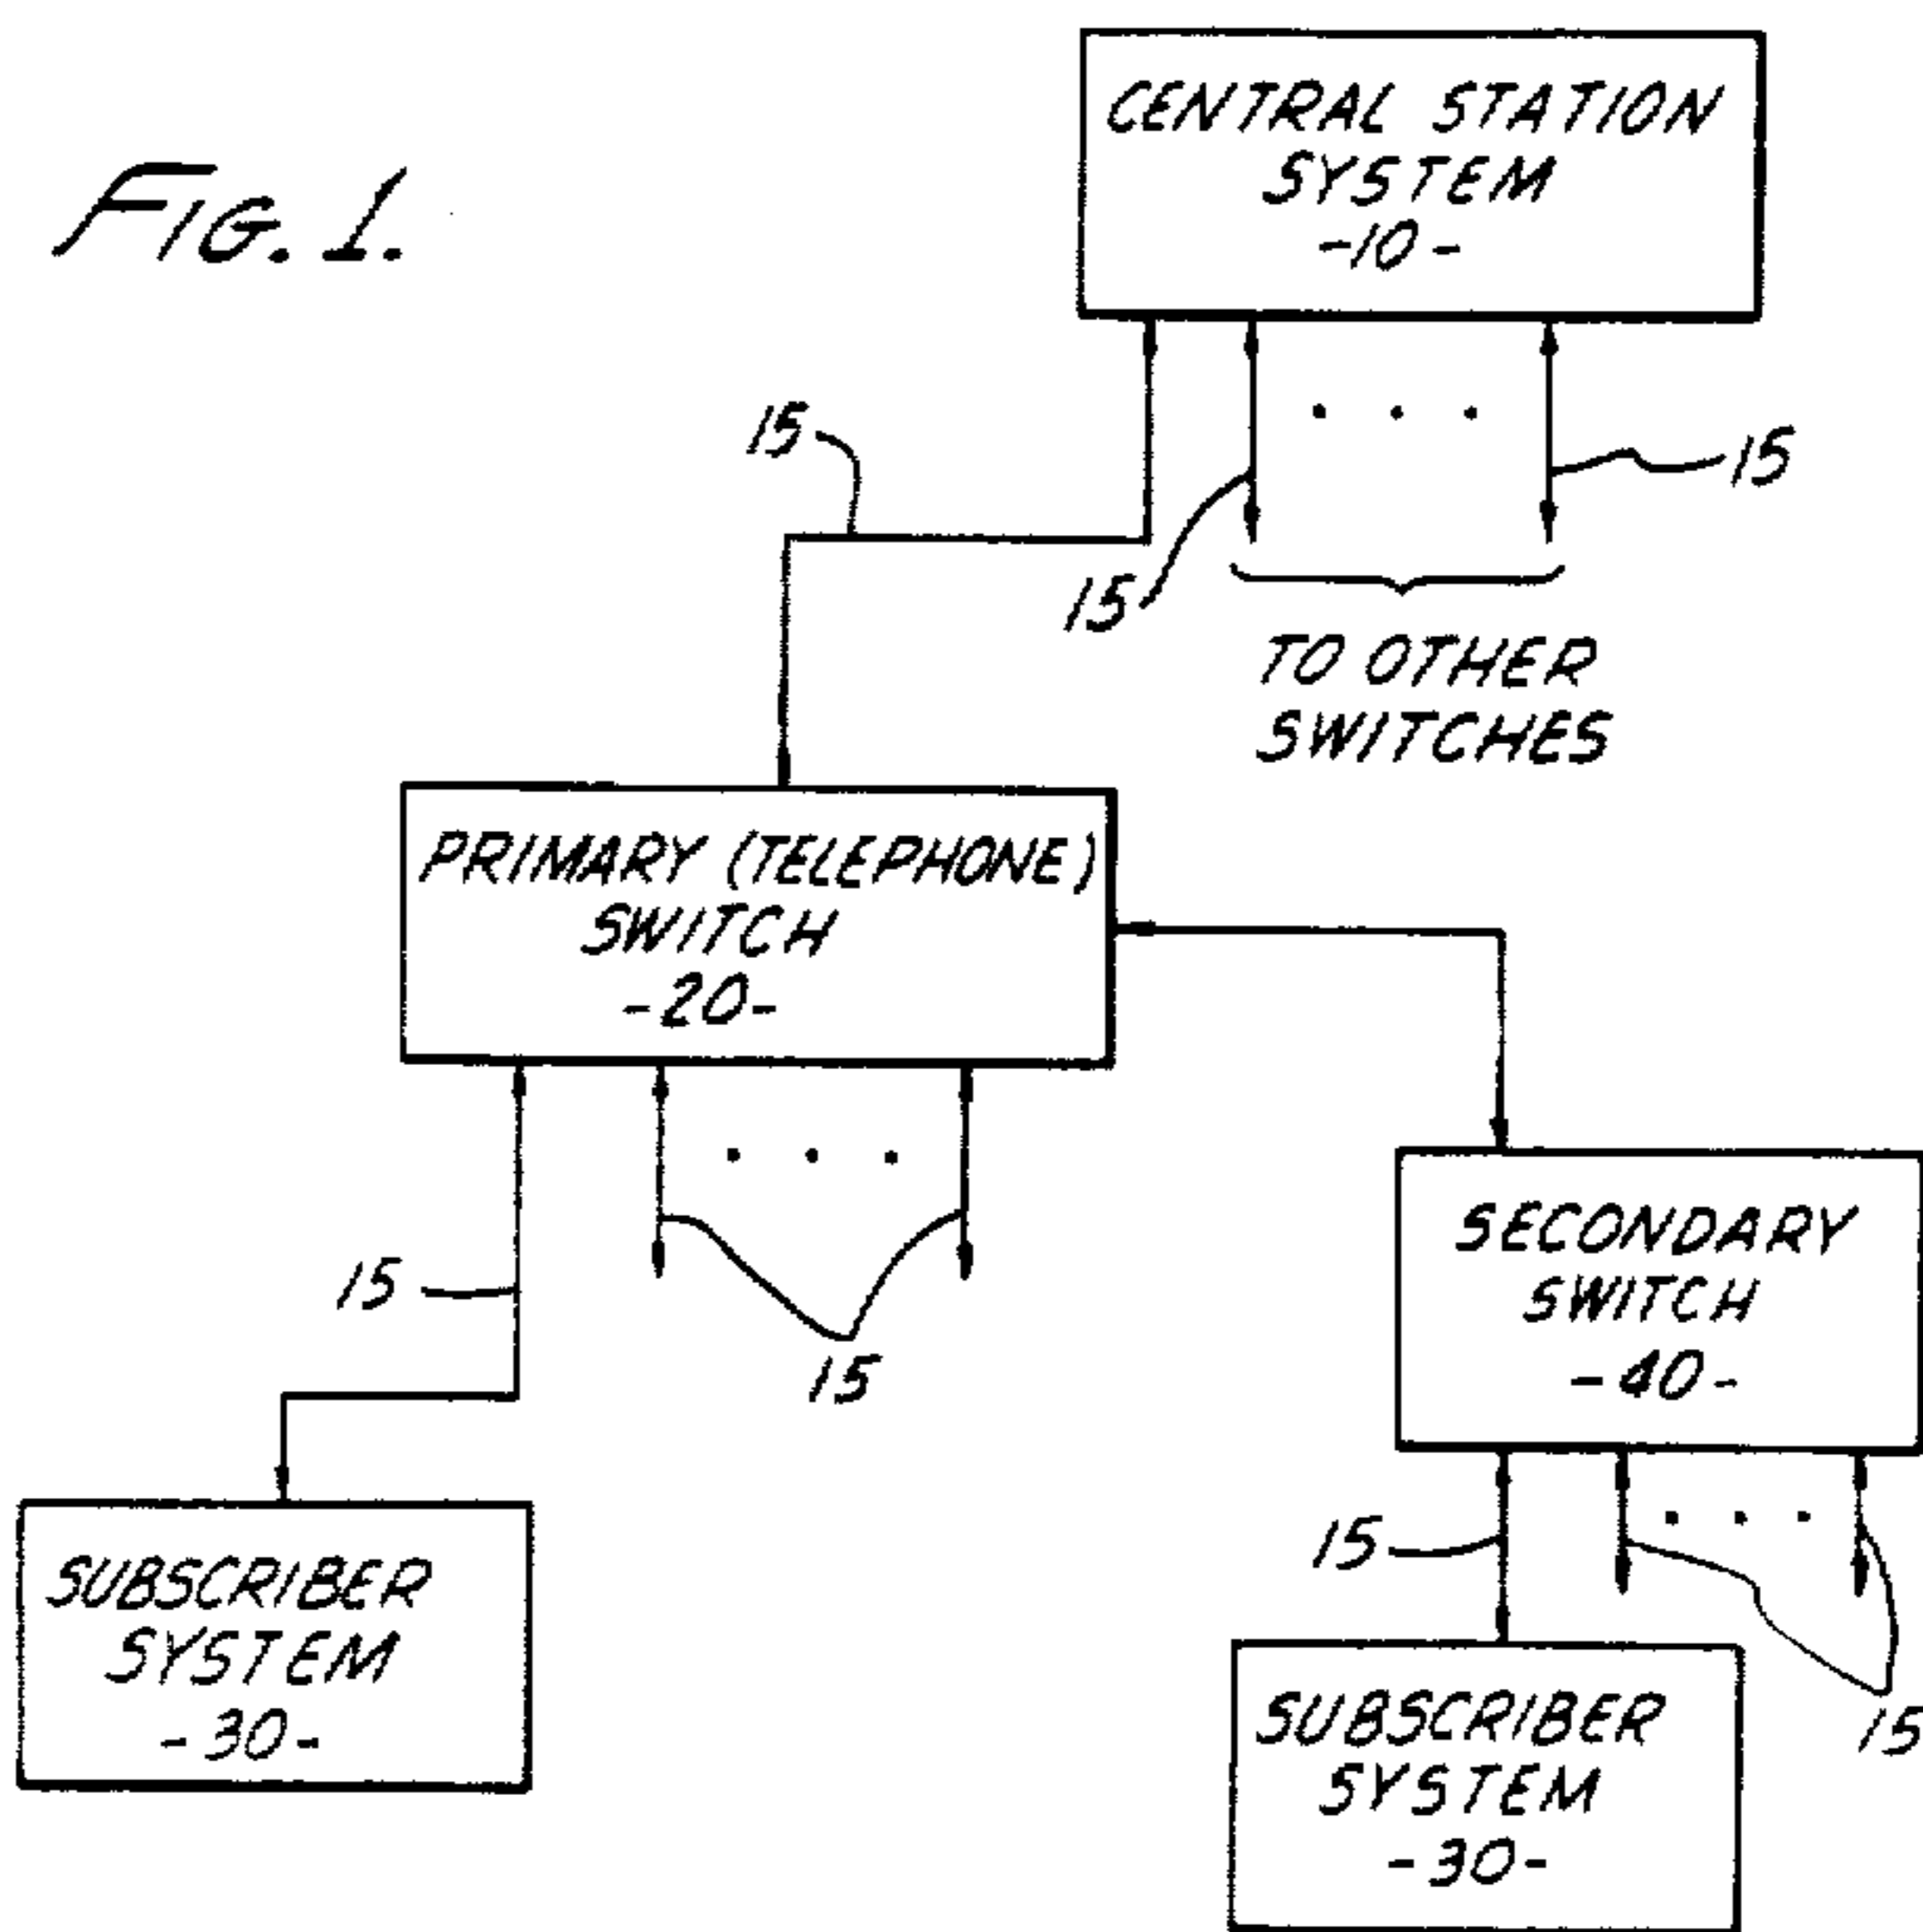 FIG. 1.
CENTRAL STATION
SYSTEM
-10-
15
15
15
TO OTHER
SWITCHES
PRIMARY (TELEPHONE)
SWITCH
-20-
15
15
SECONDARY
SWITCH
-40-
15
15
SUBSCRIBER
SYSTEM
-30-
SUBSCRIBER
SYSTEM
-30-